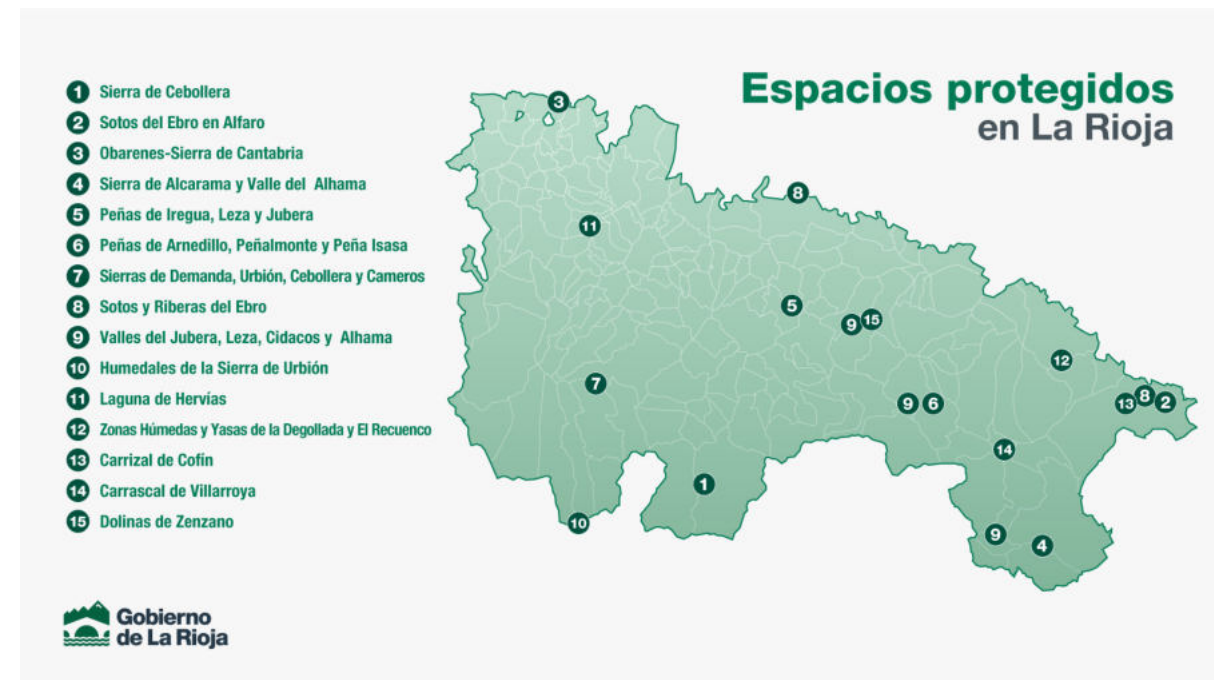 Espacios protegidos
en La Rioja
1 Sierra de Cebollera
2 Sotos del Ebro en Alfaro
3 Obarenes-Sierra de Cantabria
4 Sierra de Alcarama y Valle del Alhama
5 Peñas de Iregua, Leza y Jubera
6 Peñas de Arnedillo, Peñalmonte y Peña Isasa
7 Sierras de Demanda, Urbión, Cebollera y Cameros
8 Sotos y Riberas del Ebro
9 Valles del Jubera, Leza, Cidacos y Alhama
10 Humedales de la Sierra de Urbión
11 Laguna de Hervías
12 Zonas Húmedas y Yasas de la Degollada y El Recuenco
13 Carrizal de Cofín
14 Carrascal de Villarroya
15 Dolinas de Zenzano
3
8
11
5
9 15
12
7
9 6
13 8 2
14
1
10
9
4
Gobierno
de La Rioja